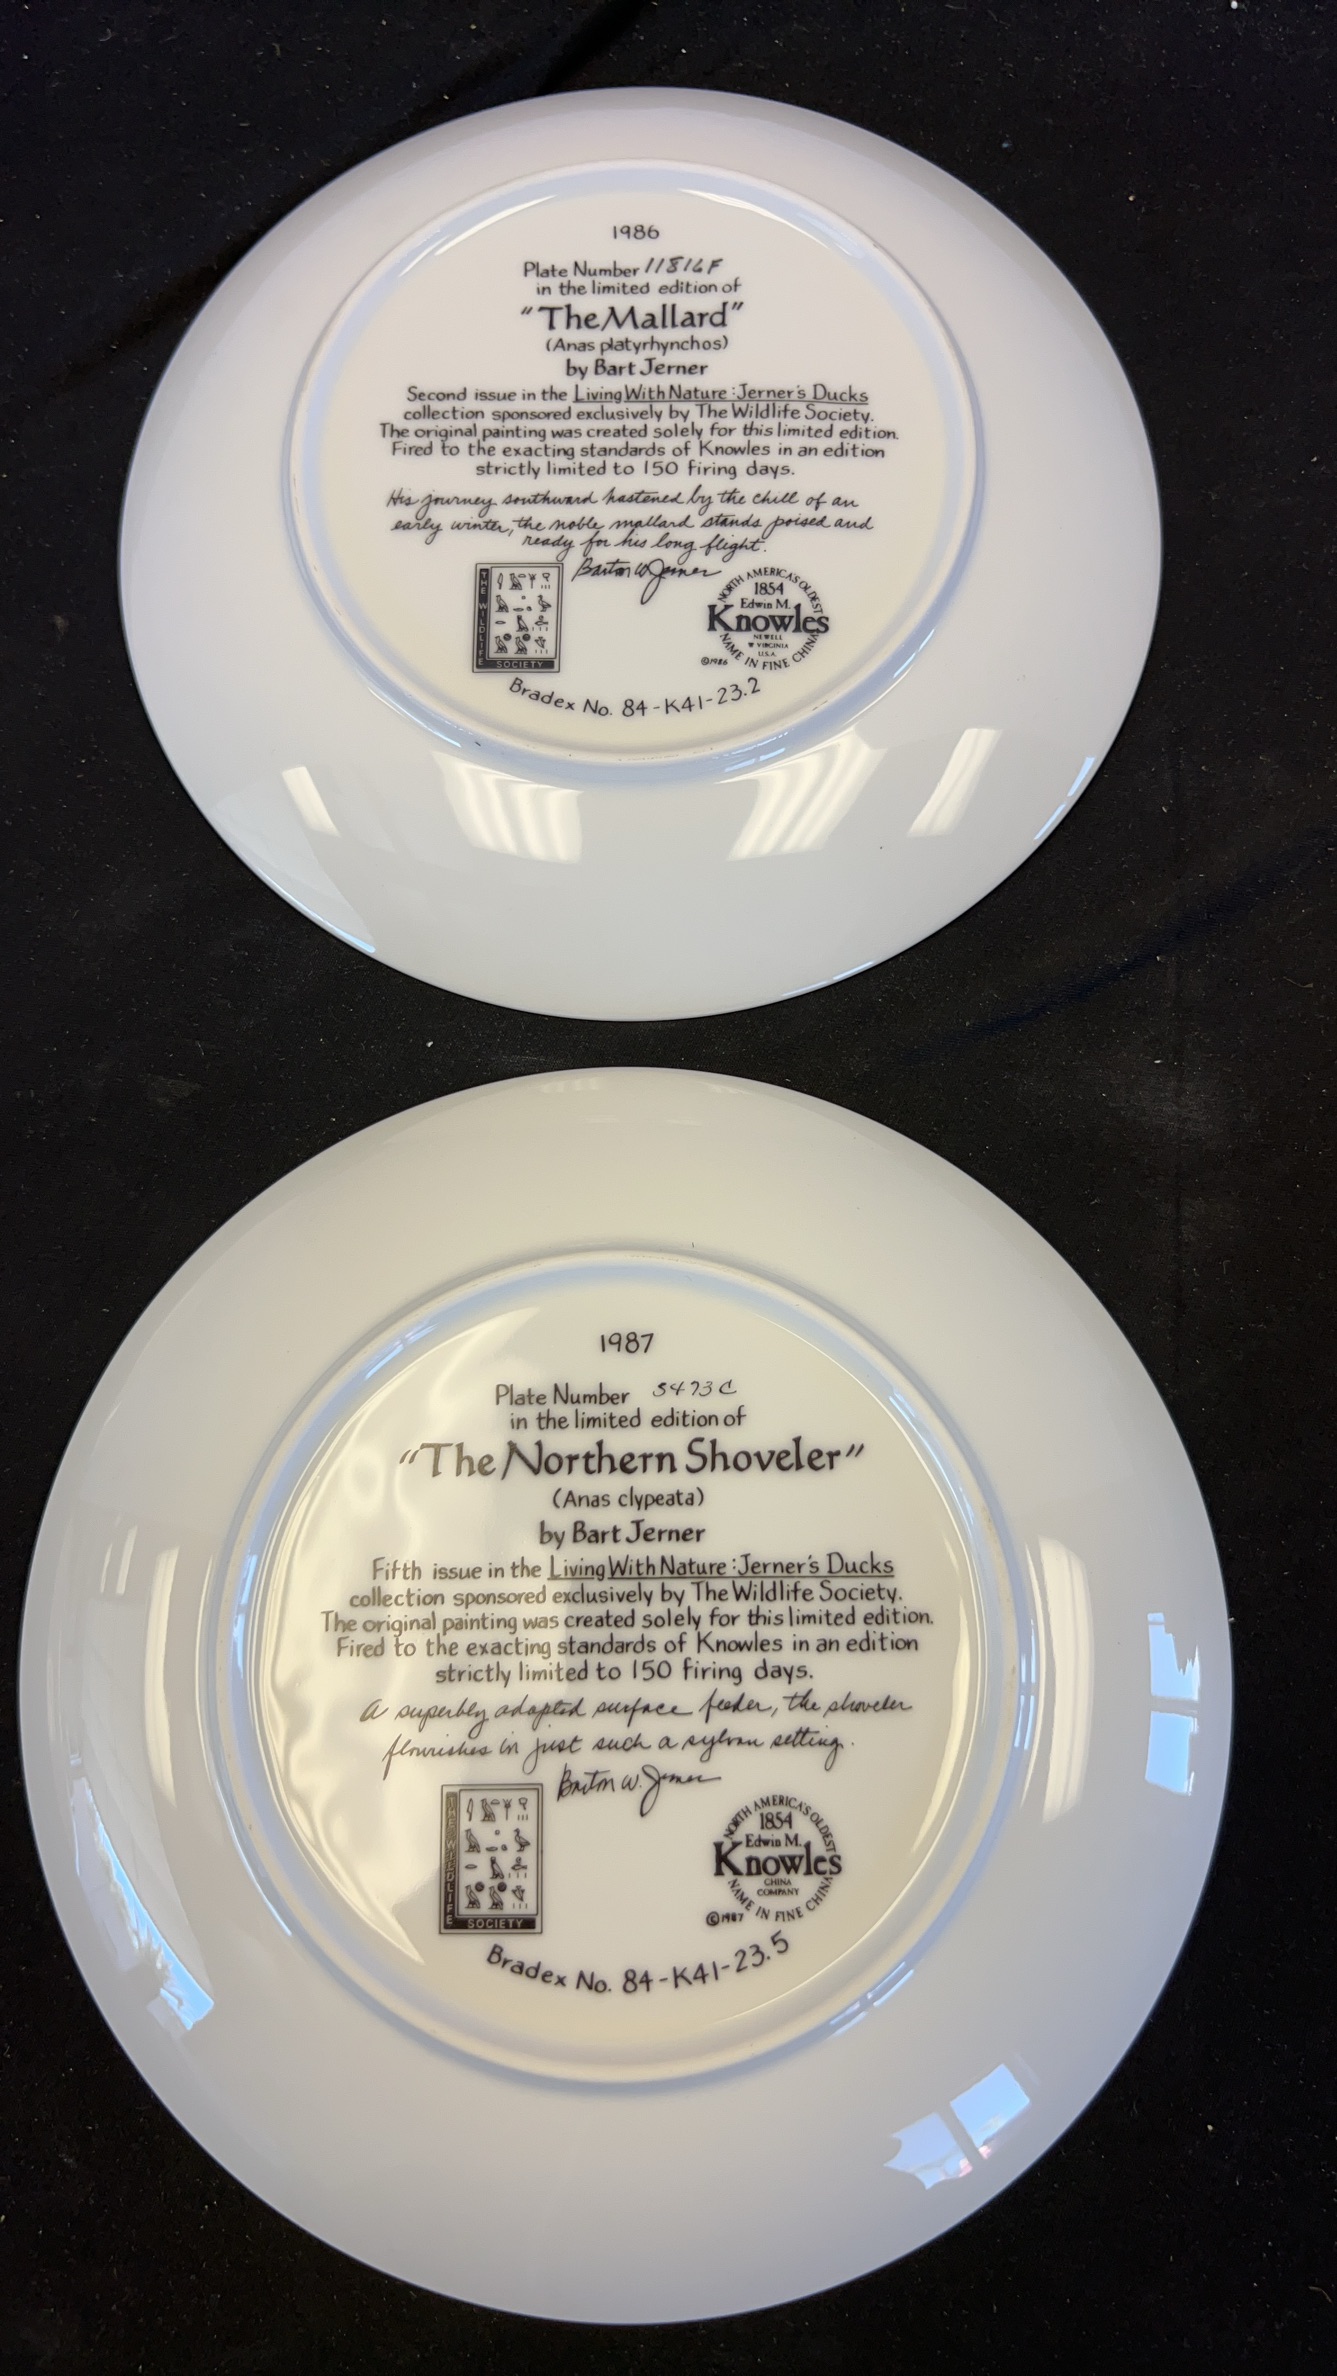 1986
Plate Number 11816F
in the limited edition of
"The Mallard"
(Anas platyrhynchos)
by Bart Jerner
Second issue in the Living With Nature: Jerner's Ducks
collection sponsored exclusively by The Wildlife Society.
The original painting was created solely for this limited edition.
Fired to the exacting standards of Knowles in an edition
strictly limited to 150 firing days.
His journey southward hastened by the chill of an
early winter, the noble mallard stands poised and
ready for his long flight.
Barton W. Jerner
THE WILDLIFE
SOCIETY
NORTH AMERICA'S OLDEST
1854
Edwin M.
Knowles
NEWELL
W VIRGINIA
U.S.A.
NAME IN FINE CHINA
©1986
Bradex No. 84-K41-23.2
1987
Plate Number 5473C
in the limited edition of
"The Northern Shoveler"
(Anas clypeata)
by Bart Jerner
Fifth issue in the Living With Nature: Jerner's Ducks
collection sponsored exclusively by The Wildlife Society.
The original painting was created solely for this limited edition.
Fired to the exacting standards of Knowles in an edition
strictly limited to 150 firing days.
A superbly adapted surface feeder, the shoveler
flourishes in just such a sylvan setting.
Barton W. Jerner
THE WILDLIFE
SOCIETY
NORTH AMERICA'S OLDEST
1854
Edwin M.
Knowles
CHINA
COMPANY
NAME IN FINE CHINA
©1987
Bradex No. 84-K41-23.5